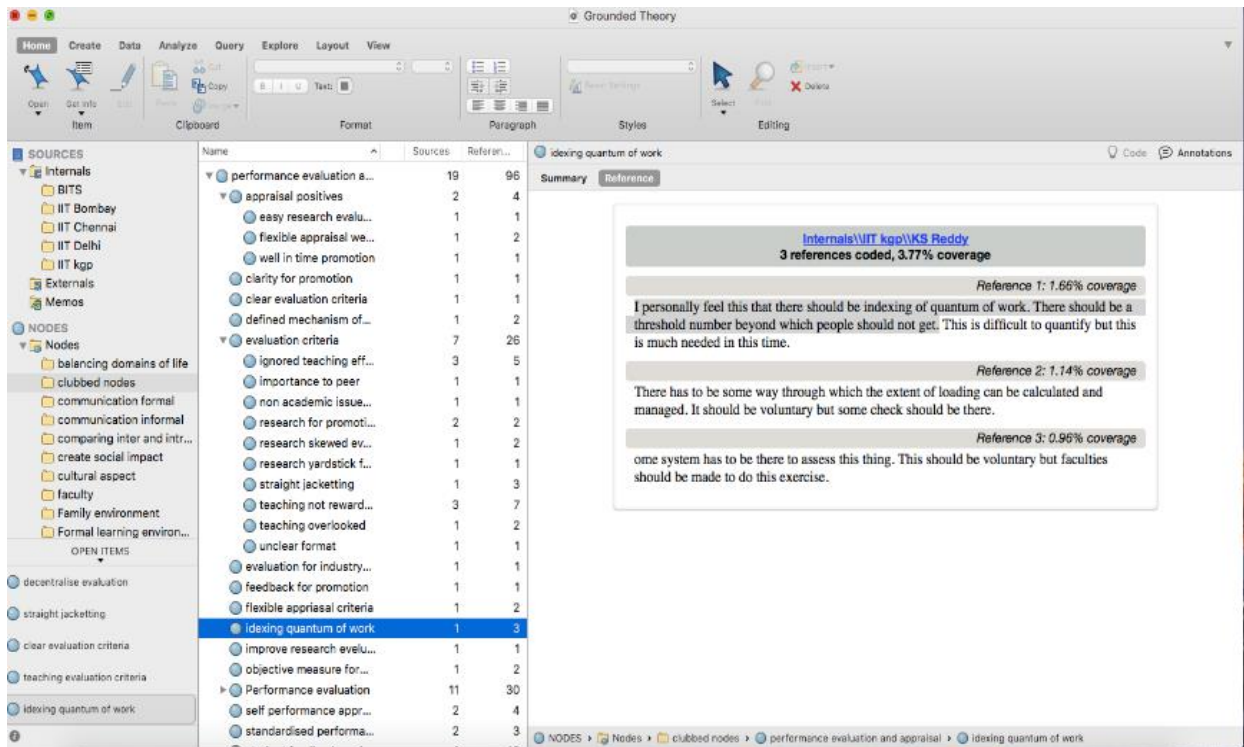 Grounded Theory
Home Create Data Analyze Query Explore Layout View
Cut
Copy
Merge
B I U Text:
Reset Settings
Delete
Open Get Info Edit Paste Select Find
Item Clipboard Format Paragraph Styles Editing
SOURCES
Internals
BITS
IIT Bombay
IIT Chennai
IIT Delhi
IIT kgp
Externals
Memos
NODES
Nodes
balancing domains of life
clubbed nodes
communication formal
communication informal
comparing inter and intr...
create social impact
cultural aspect
faculty
Family environment
Formal learning environ...
OPEN ITEMS
decentralise evaluation
straight jacketting
clear evaluation criteria
teaching evaluation criteria
idexing quantum of work
Name Sources Referen...
performance evaluation a... 19 96
appraisal positives 2 4
easy research evalu... 1 1
flexible appraisal we... 1 2
well in time promotion 1 1
clarity for promotion 1 1
clear evaluation criteria 1 1
defined mechanism of... 1 2
evaluation criteria 7 26
ignored teaching eff... 3 5
importance to peer 1 1
non academic issue... 1 1
research for promoti... 2 2
research skewed ev... 1 2
research yardstick f... 1 1
straight jacketting 1 3
teaching not reward... 3 7
teaching overlooked 1 2
unclear format 1 1
evaluation for industry... 1 1
feedback for promotion 1 1
flexible appriasal criteria 1 2
idexing quantum of work 1 3
improve research evelu... 1 1
objective measure for... 1 2
Performance evaluation 11 30
self performance appr... 2 4
standardised performa... 2 3
idexing quantum of work Code Annotations
Summary Reference
Internals\\IIT kgp\\KS Reddy
3 references coded, 3.77% coverage
Reference 1: 1.66% coverage
I personally feel this that there should be indexing of quantum of work. There should be a
threshold number beyond which people should not get. This is difficult to quantify but this
is much needed in this time.
Reference 2: 1.14% coverage
There has to be some way through which the extent of loading can be calculated and
managed. It should be voluntary but some check should be there.
Reference 3: 0.96% coverage
ome system has to be there to assess this thing. This should be voluntary but faculties
should be made to do this exercise.
NODES Nodes clubbed nodes performance evaluation and appraisal idexing quantum of work